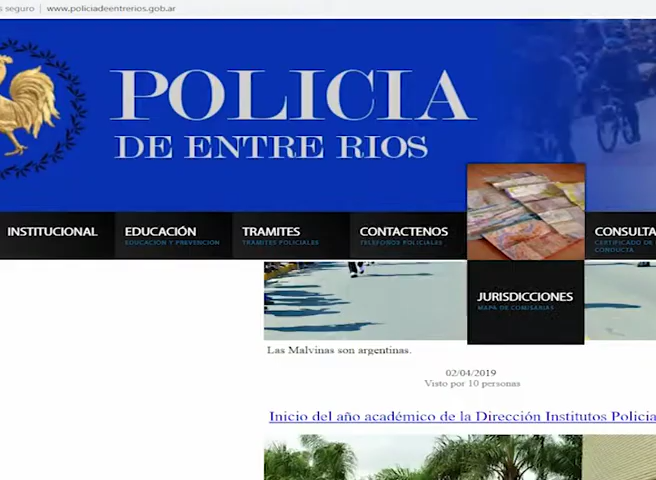 s seguro | www.policiadeentrerios.gob.ar
POLICIA
DE ENTRE RIOS
INSTITUCIONAL
EDUCACIÓN
EDUCACIÓN Y PREVENCIÓN
TRAMITES
TRAMITES POLICIALES
CONTACTENOS
TELEFONOS POLICIALES
JURISDICCIONES
MAPA DE COMISARIAS
CONSULTA
CERTIFICADO DE
CONDUCTA
Las Malvinas son argentinas.
02/04/2019
Visto por 10 personas
Inicio del año académico de la Dirección Institutos Policia